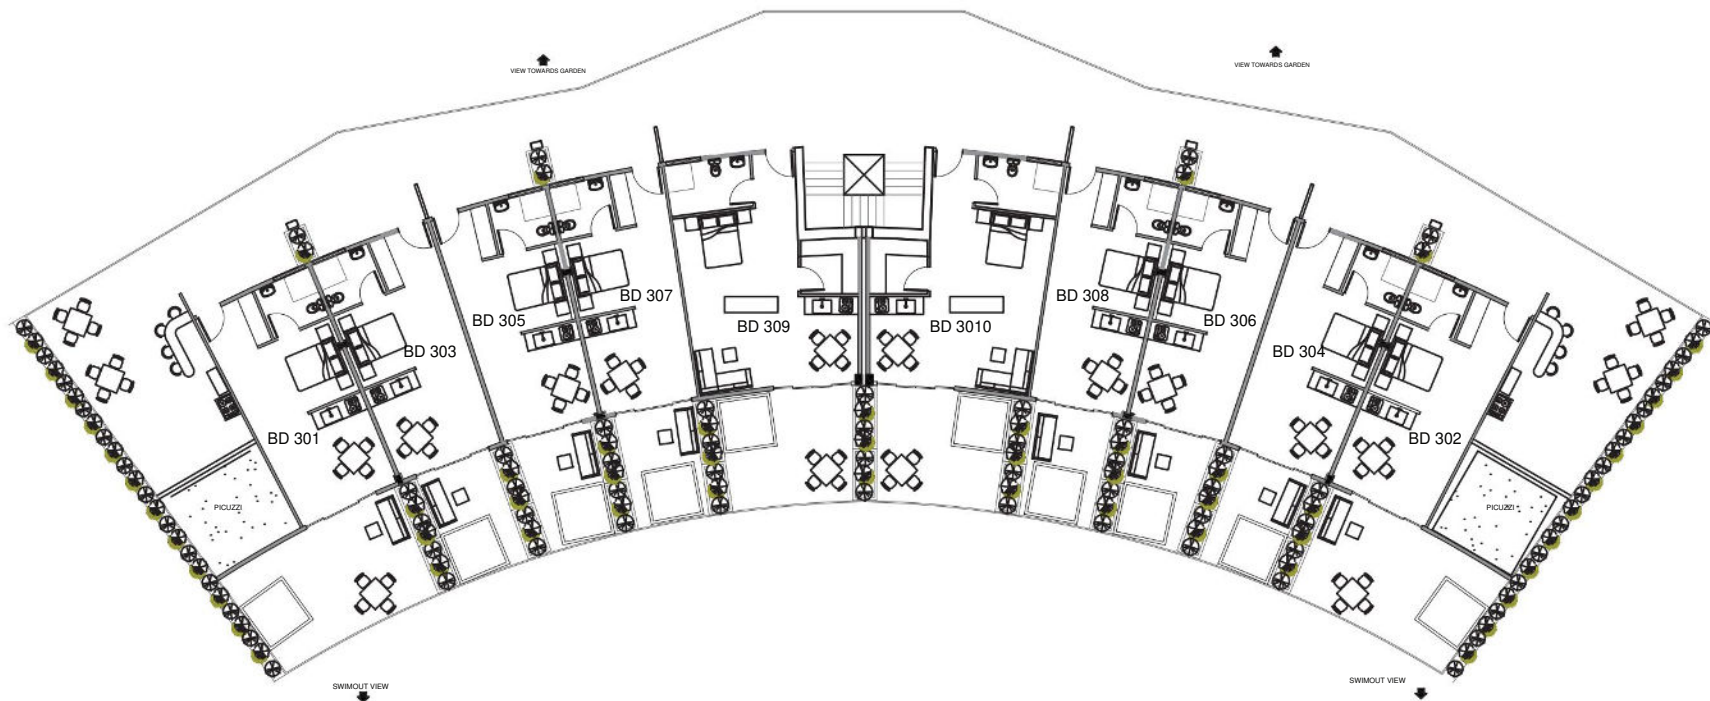 VIEW TOWARDS GARDEN
VIEW TOWARDS GARDEN
BD 307
BD 308
BD 305
BD 309
BD 3010
BD 306
BD 303
BD 304
BD 301
BD 302
PICUZZI
PICUZZI
SWIMOUT VIEW
SWIMOUT VIEW